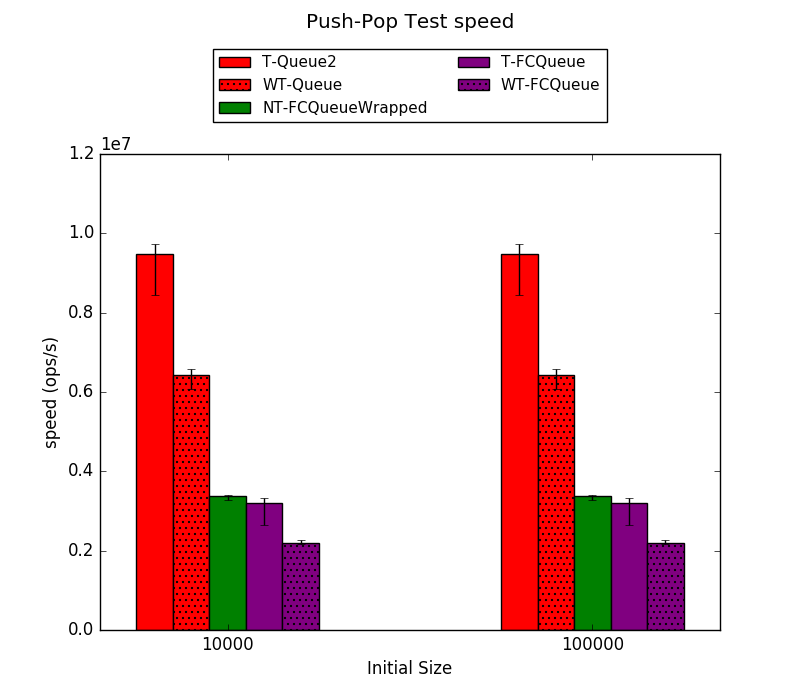 Push-Pop Test speed
T-Queue2
WT-Queue
NT-FCQueueWrapped
T-FCQueue
WT-FCQueue
1e7
1.2
1.0
0.8
0.6
0.4
0.2
0.0
speed (ops/s)
10000
100000
Initial Size